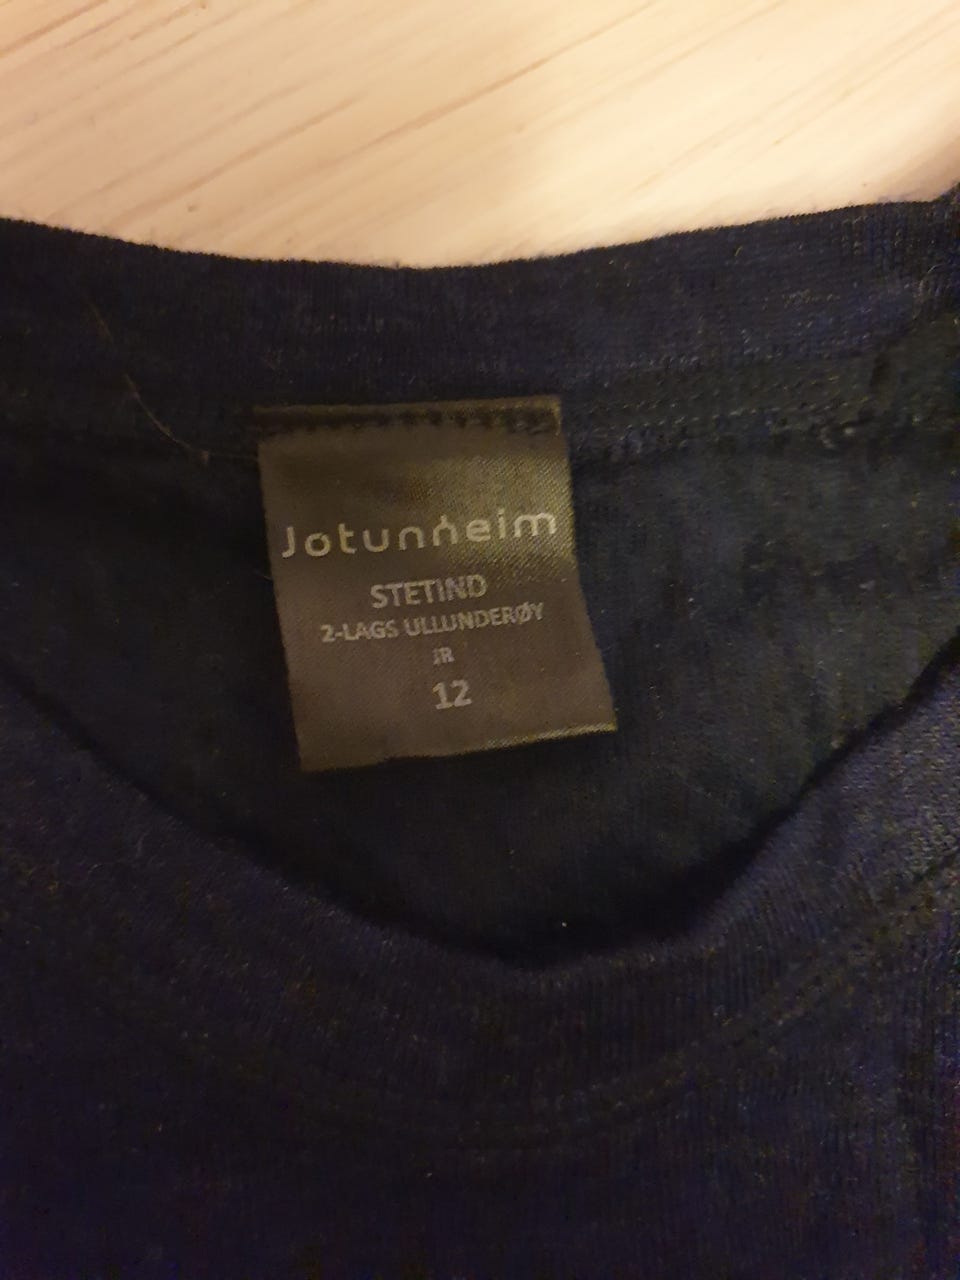 Jotunheim
STETIND
2-LAGS ULLUNDERØY
JR
12